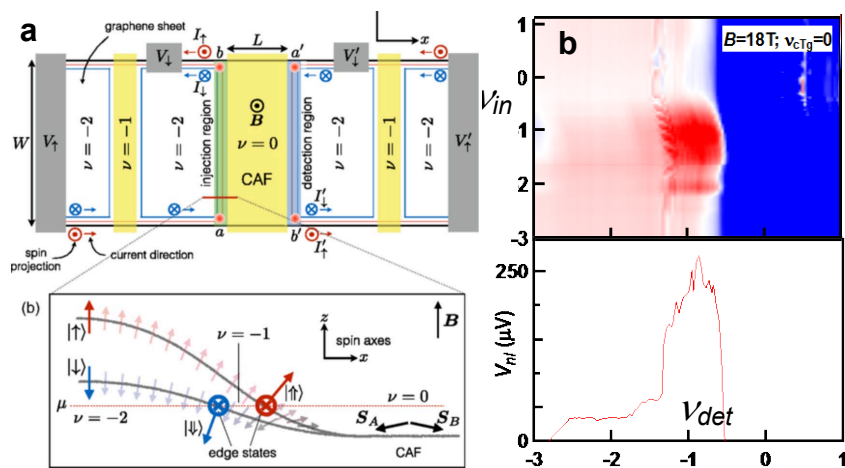 a
graphene sheet
x
I↑
b
L
a′
V↓
V↓′
I↓
W
V↑
ν = −2
ν = −1
ν = −2
injection region
B
ν = 0
CAF
detection region
ν = −2
ν = −1
ν = −2
V↑′
I↓′
a
b′
I↑′
spin
projection
current direction
(b)
|↑⟩
ν = −1
z
spin axes
x
B
|↓⟩
|⇑⟩
ν = 0
μ
ν = −2
S_A
S_B
|⇓⟩
edge states
CAF
b
B=18T; ν_cTg=0
-1
0
1
2
-3
ν_in
250
0
V_nl (μV)
ν_det
-3
-2
-1
0
1